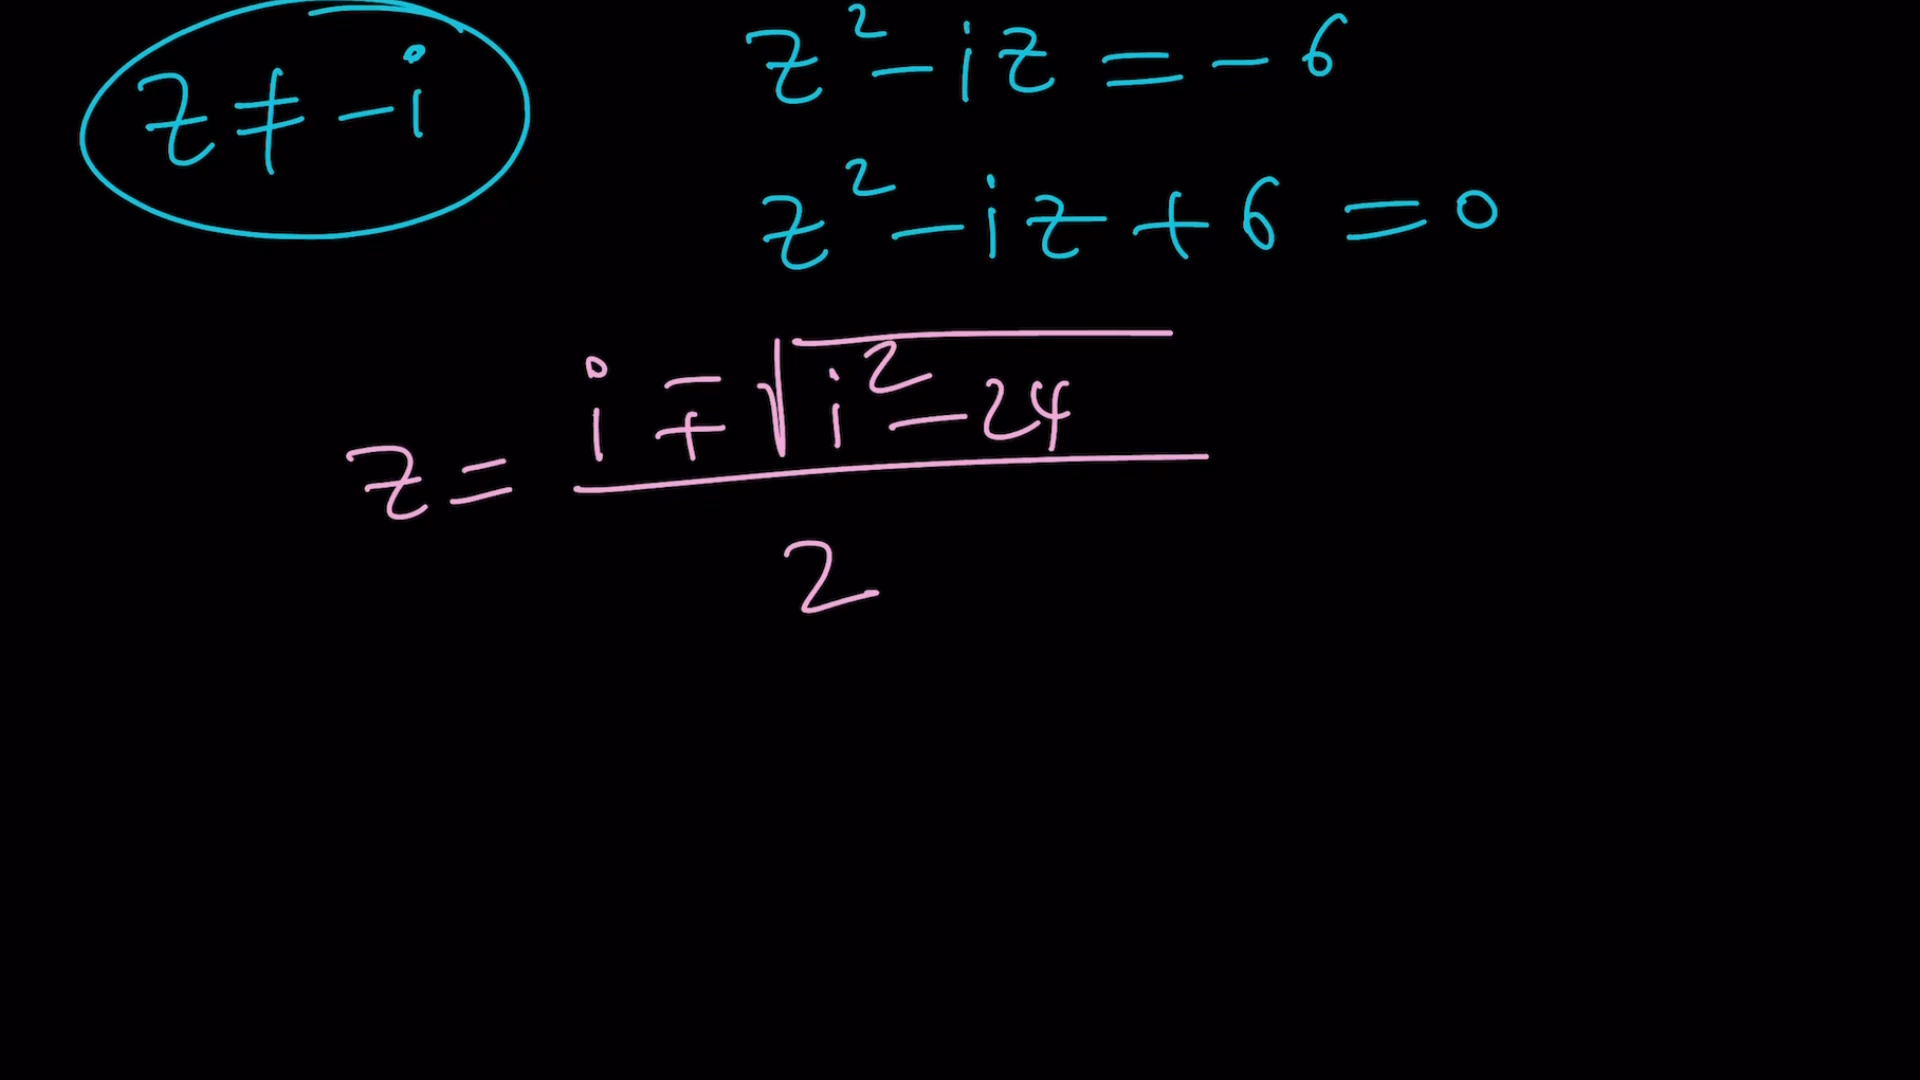 z ≠ -i
z² - iz = -6
z² - iz + 6 = 0
z = (i ∓ √(i² - 24)) / 2